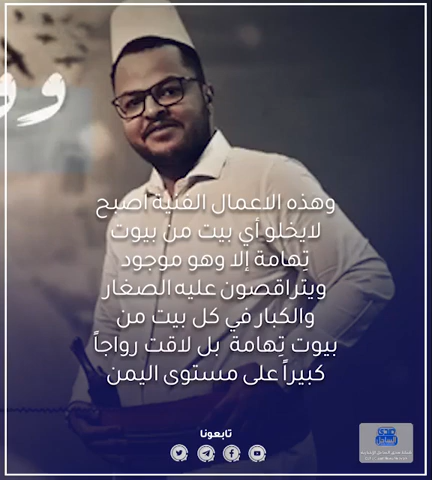 وهذه الاعمال الفنية اصبح
لايخلو أي بيت من بيوت
تِهامة إلا وهو موجود
ويتراقصون عليه الصغار
والكبار في كل بيت من
بيوت تِهامة بل لاقت رواجاً
كبيراً على مستوى اليمن
تابعونا